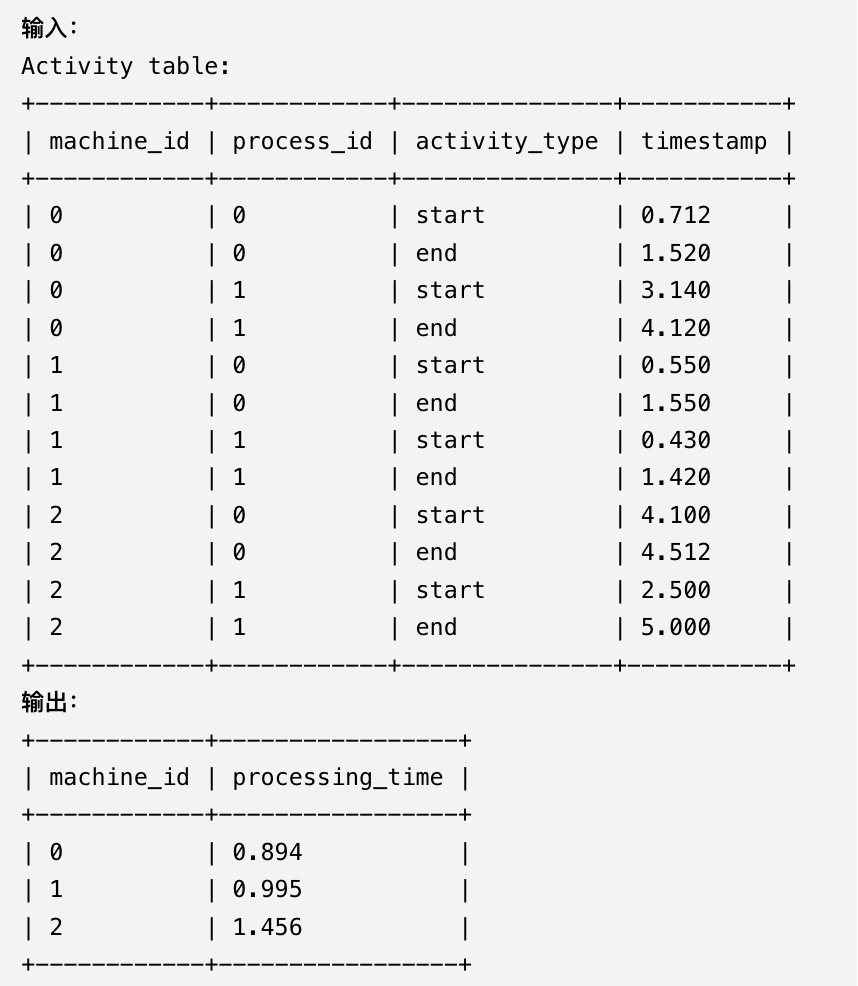 输入：
Activity table:
+------------+------------+---------------+-----------+
| machine_id | process_id | activity_type | timestamp |
+------------+------------+---------------+-----------+
| 0          | 0          | start         | 0.712     |
| 0          | 0          | end           | 1.520     |
| 0          | 1          | start         | 3.140     |
| 0          | 1          | end           | 4.120     |
| 1          | 0          | start         | 0.550     |
| 1          | 0          | end           | 1.550     |
| 1          | 1          | start         | 0.430     |
| 1          | 1          | end           | 1.420     |
| 2          | 0          | start         | 4.100     |
| 2          | 0          | end           | 4.512     |
| 2          | 1          | start         | 2.500     |
| 2          | 1          | end           | 5.000     |
+------------+------------+---------------+-----------+
输出：
+------------+-----------------+
| machine_id | processing_time |
+------------+-----------------+
| 0          | 0.894           |
| 1          | 0.995           |
| 2          | 1.456           |
+------------+-----------------+